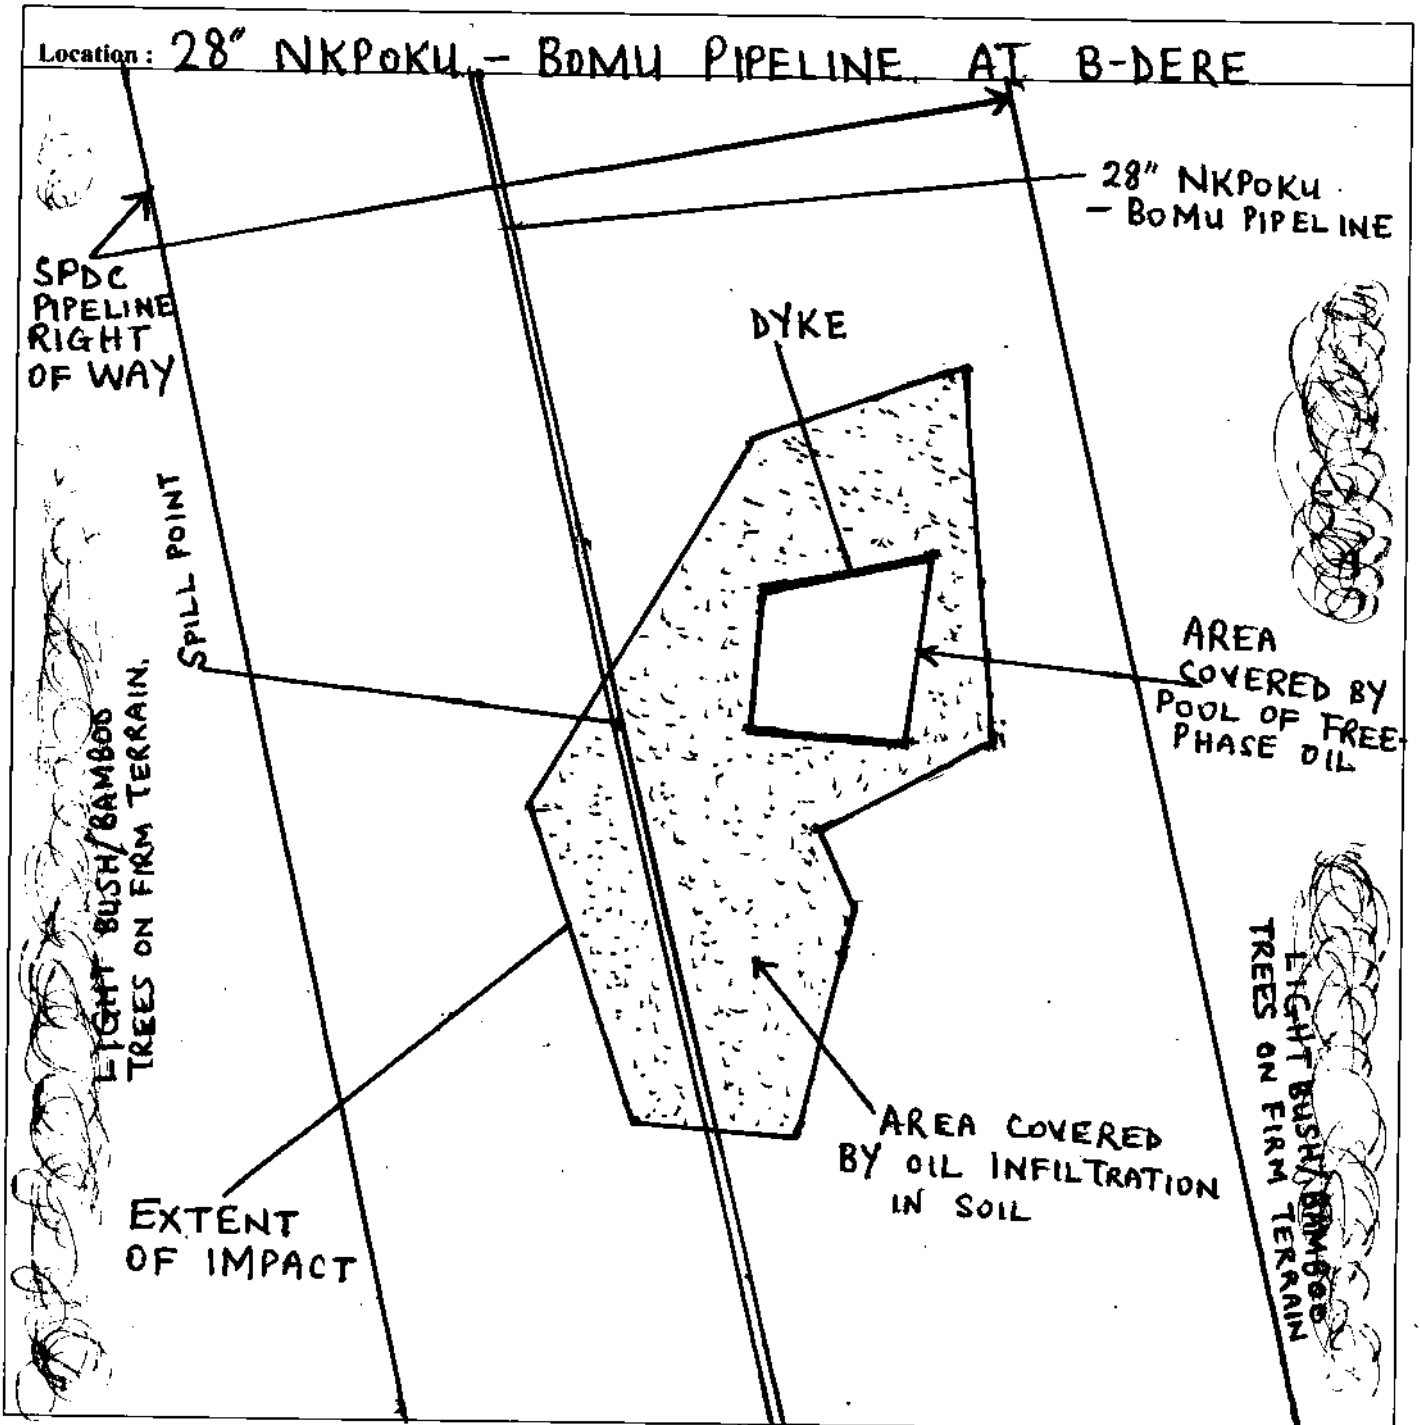 Location : 28" NKPOKU - BOMU PIPELINE AT B-DERE
28" NKPOKU
- BOMU PIPELINE
SPDC
PIPELINE
RIGHT
OF WAY
DYKE
SPILL POINT
AREA
COVERED BY
POOL OF FREE-
PHASE OIL
LIGHT BUSH/BAMBOO
TREES ON FIRM TERRAIN.
LIGHT BUSH/BAMBOO
TREES ON FIRM TERRAIN
AREA COVERED
BY OIL INFILTRATION
IN SOIL
EXTENT
OF IMPACT